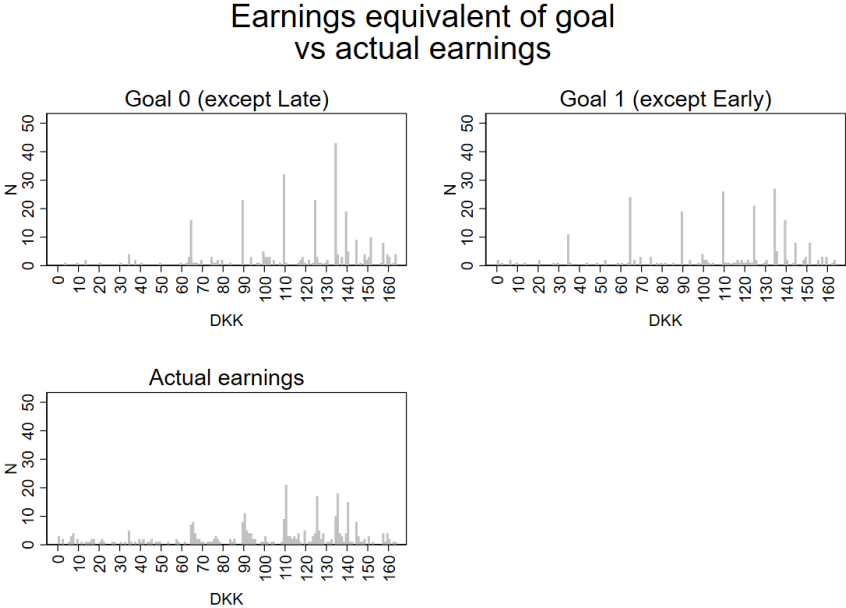 Earnings equivalent of goal
vs actual earnings
Goal 0 (except Late)
N
0 10 20 30 40 50
0 10 20 30 40 50 60 70 80 90 100 110 120 130 140 150 160
DKK
Goal 1 (except Early)
N
0 10 20 30 40 50
0 10 20 30 40 50 60 70 80 90 100 110 120 130 140 150 160
DKK
Actual earnings
N
0 10 20 30 40 50
0 10 20 30 40 50 60 70 80 90 100 110 120 130 140 150 160
DKK